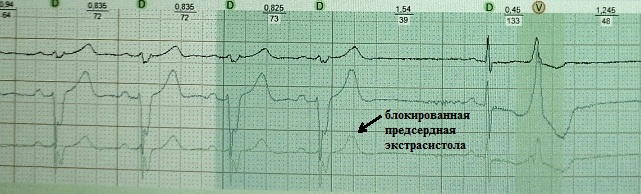 0,94 D 0,835 D 0,835 D 0,825 D 1,54 D 0,45 V 1,245
64 72 72 73 39 133 48
блокированная
предсердная
экстрасистола